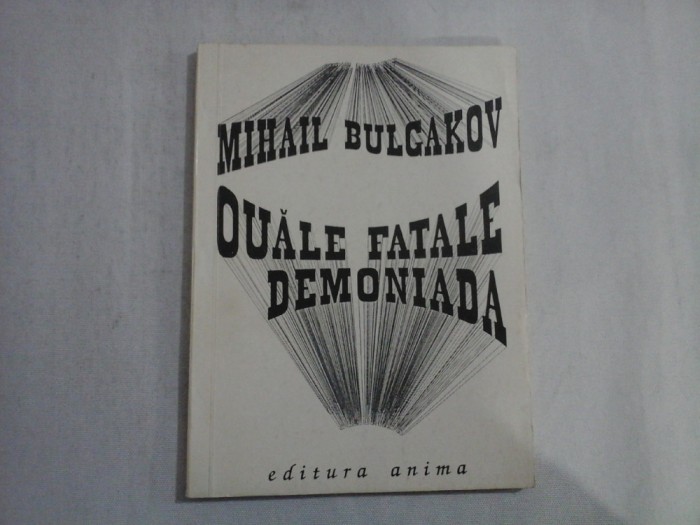 MIHAIL BULGAKOV
OUĂLE FATALE
DEMONIADA
editura anima